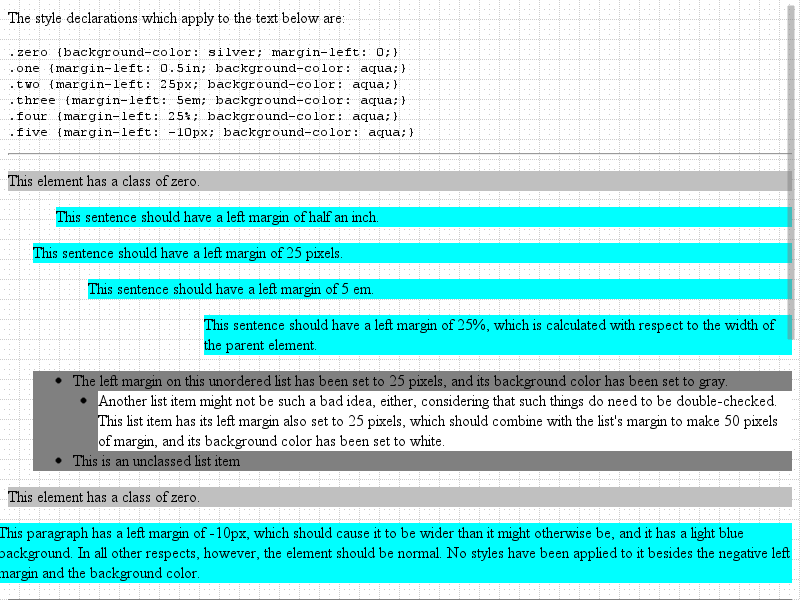 The style declarations which apply to the text below are:
.zero {background-color: silver; margin-left: 0;}
.one {margin-left: 0.5in; background-color: aqua;}
.two {margin-left: 25px; background-color: aqua;}
.three {margin-left: 5em; background-color: aqua;}
.four {margin-left: 25%; background-color: aqua;}
.five {margin-left: -10px; background-color: aqua;}
This element has a class of zero.
This sentence should have a left margin of half an inch.
This sentence should have a left margin of 25 pixels.
This sentence should have a left margin of 5 em.
This sentence should have a left margin of 25%, which is calculated with respect to the width of
the parent element.
The left margin on this unordered list has been set to 25 pixels, and its background color has been set to gray.
Another list item might not be such a bad idea, either, considering that such things do need to be double-checked.
This list item has its left margin also set to 25 pixels, which should combine with the list's margin to make 50 pixels
of margin, and its background color has been set to white.
This is an unclassed list item
This element has a class of zero.
This paragraph has a left margin of -10px, which should cause it to be wider than it might otherwise be, and it has a light blue
background. In all other respects, however, the element should be normal. No styles have been applied to it besides the negative left
margin and the background color.